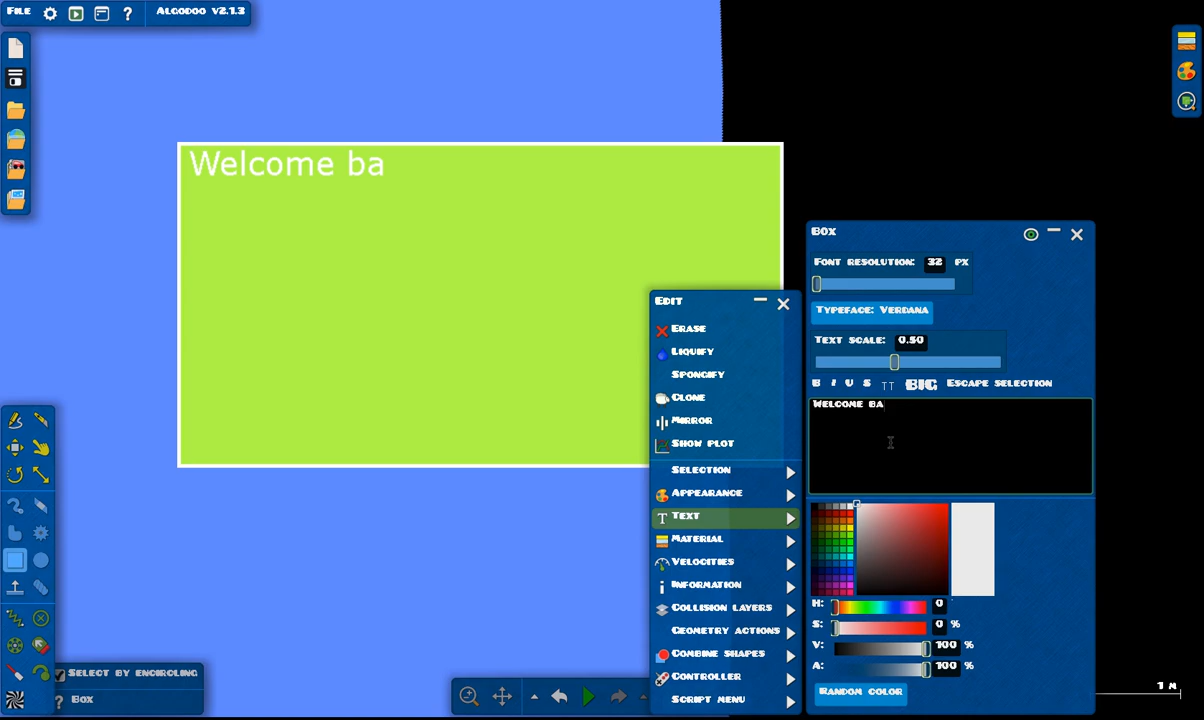 FILE
ALGODOO V2.1.3
Welcome ba
BOX
FONT RESOLUTION: 32 PX
TYPEFACE: VERDANA
TEXT SCALE: 0.50
B I U S TT BIG ESCAPE SELECTION
WELCOME BA
EDIT
ERASE
LIQUIFY
SPONGIFY
CLONE
MIRROR
SHOW PLOT
SELECTION
APPEARANCE
TEXT
MATERIAL
VELOCITIES
INFORMATION
COLLISION LAYERS
GEOMETRY ACTIONS
COMBINE SHAPES
CONTROLLER
SCRIPT MENU
H: 0 °
S: 0 %
V: 100 %
A: 100 %
RANDOM COLOR
SELECT BY ENCIRCLING
? BOX
1 M